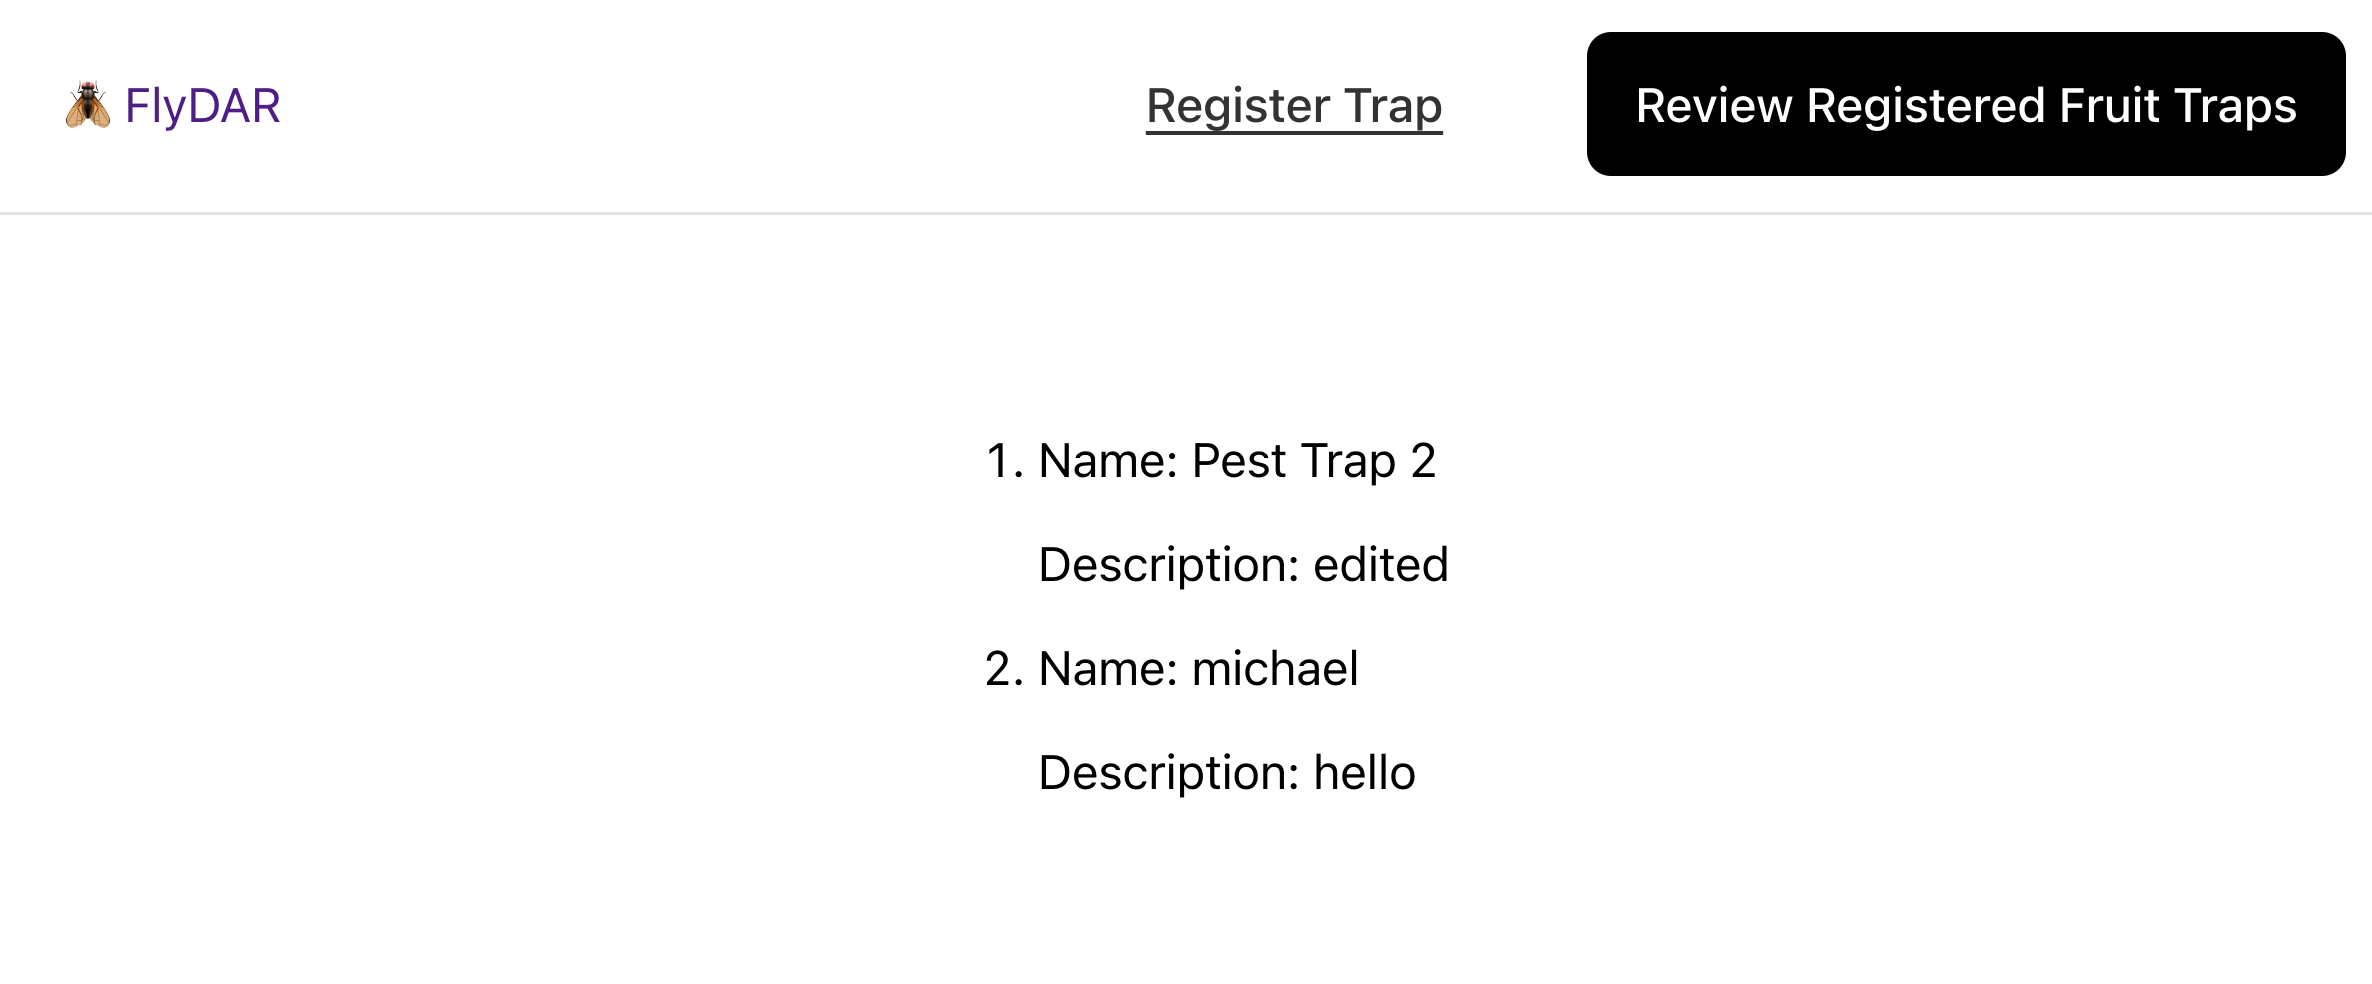 FlyDAR
Register Trap
Review Registered Fruit Traps
1. Name: Pest Trap 2
Description: edited
2. Name: michael
Description: hello